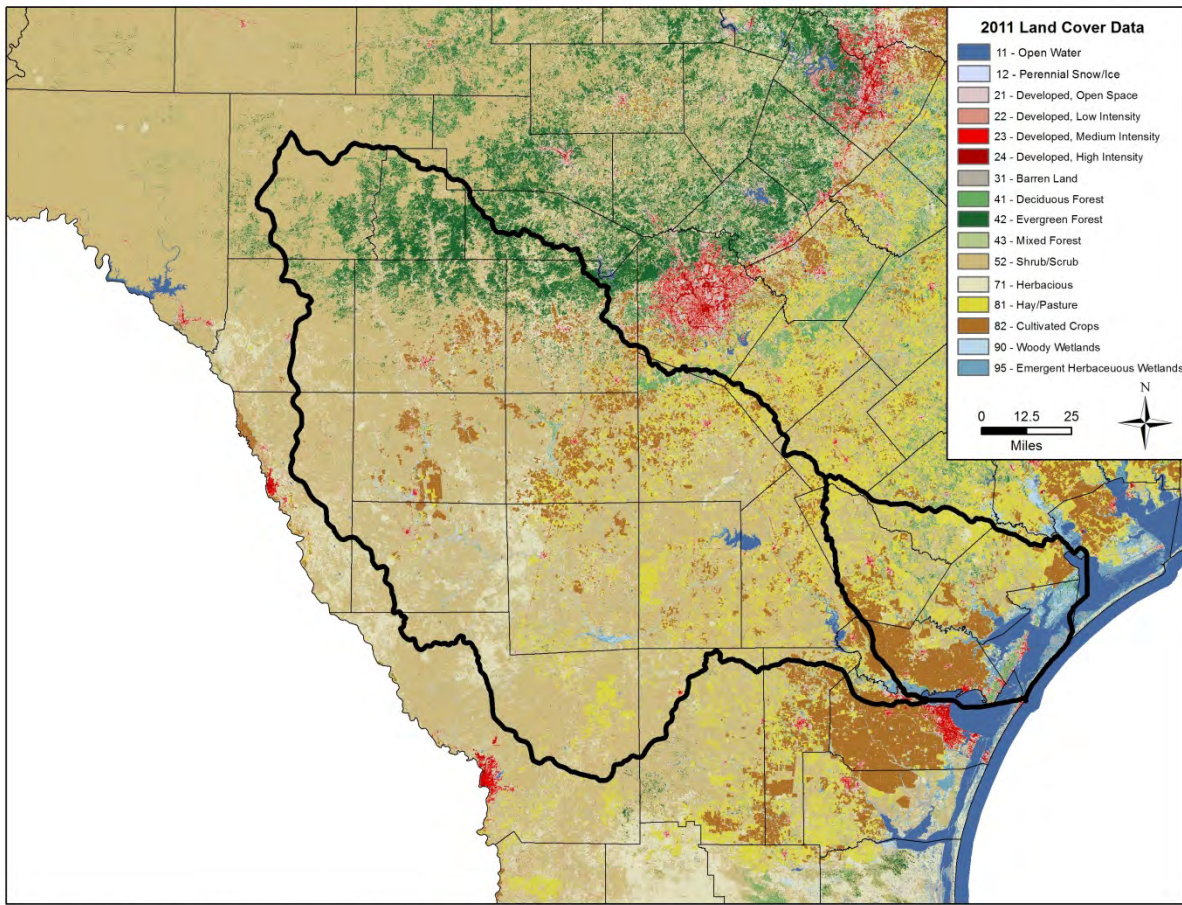 2011 Land Cover Data
11 - Open Water
12 - Perennial Snow/Ice
21 - Developed, Open Space
22 - Developed, Low Intensity
23 - Developed, Medium Intensity
24 - Developed, High Intensity
31 - Barren Land
41 - Deciduous Forest
42 - Evergreen Forest
43 - Mixed Forest
52 - Shrub/Scrub
71 - Herbacious
81 - Hay/Pasture
82 - Cultivated Crops
90 - Woody Wetlands
95 - Emergent Herbaceuous Wetlands
N
0 12.5 25
Miles